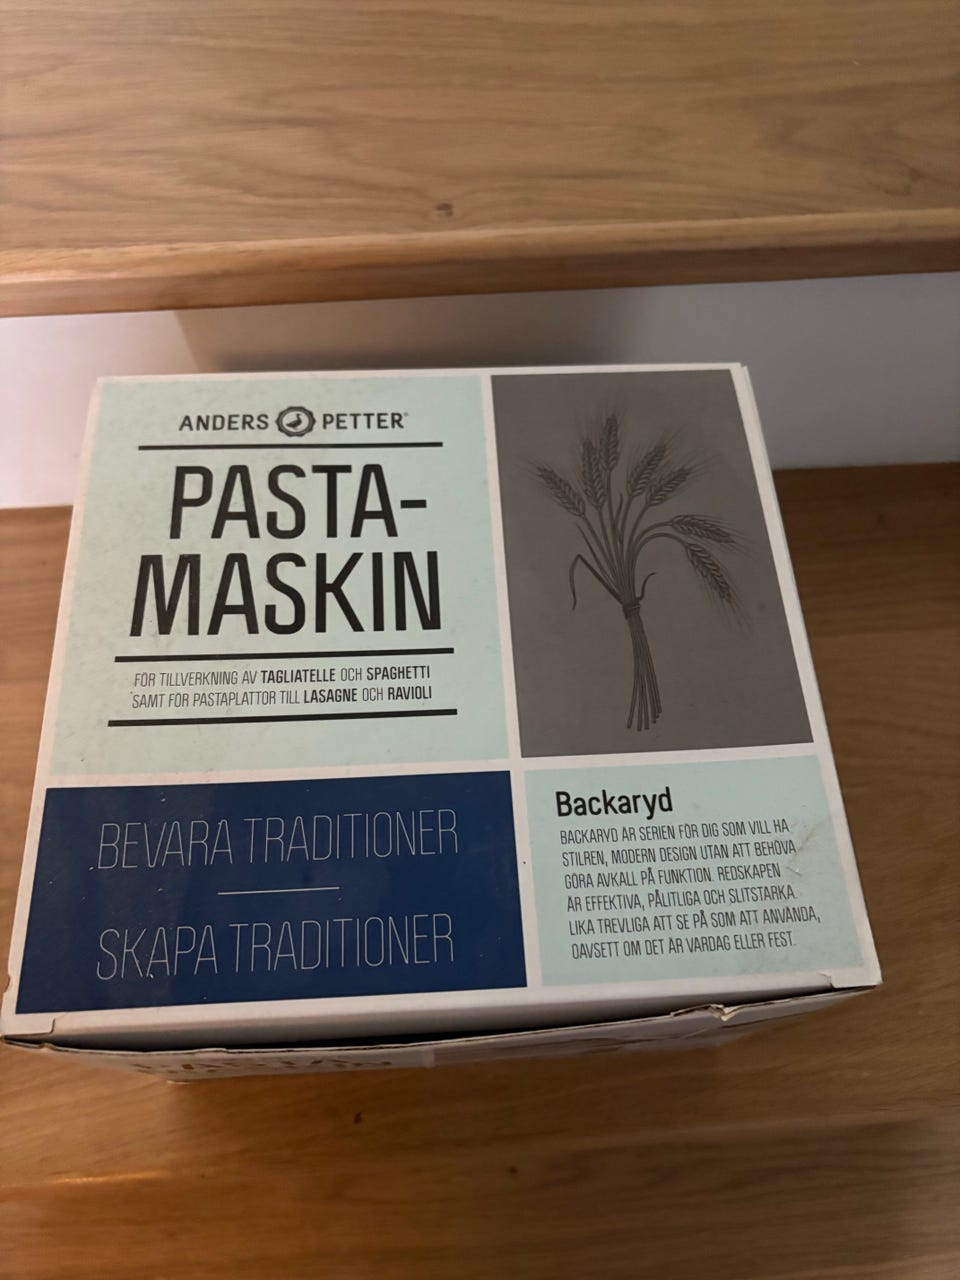 ANDERS PETTER®
PASTA-
MASKIN
FÖR TILLVERKNING AV TAGLIATELLE OCH SPAGHETTI
SAMT FÖR PASTAPLATTOR TILL LASAGNE OCH RAVIOLI
BEVARA TRADITIONER
SKAPA TRADITIONER
Backaryd
BACKARYD ÄR SERIEN FÖR DIG SOM VILL HA
STILREN, MODERN DESIGN UTAN ATT BEHÖVA
GÖRA AVKALL PÅ FUNKTION. REDSKAPEN
ÄR EFFEKTIVA, PÅLITLIGA OCH SLITSTARKA.
LIKA TREVLIGA ATT SE PÅ SOM ATT ANVÄNDA,
OAVSETT OM DET ÄR VARDAG ELLER FEST.